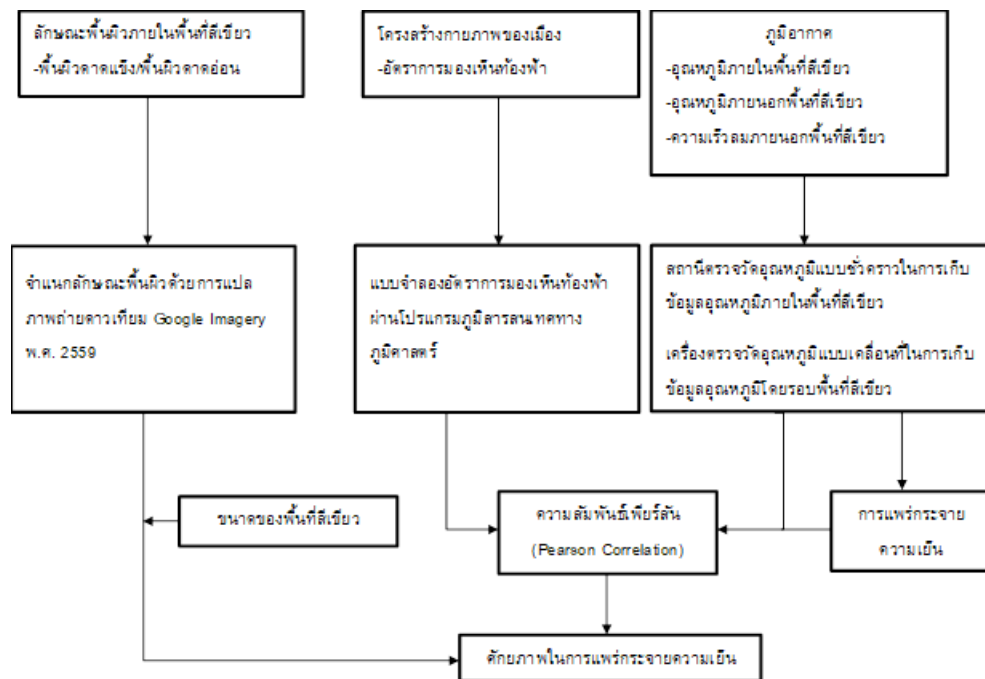 ลักษณะพื้นผิวภายในพื้นที่สีเขียว
-พื้นผิวดาดแข็ง/พื้นผิวดาดอ่อน
โครงสร้างกายภาพของเมือง
-อัตราการมองเห็นท้องฟ้า
ภูมิอากาศ
-อุณหภูมิภายในพื้นที่สีเขียว
-อุณหภูมิภายนอกพื้นที่สีเขียว
-ความเร็วลมภายนอกพื้นที่สีเขียว
จำแนกลักษณะพื้นผิวด้วยการแปล
ภาพถ่ายดาวเทียม Google Imagery
พ.ศ. 2559
แบบจำลองอัตราการมองเห็นท้องฟ้า
ผ่านโปรแกรมภูมิสารสนเทศทาง
ภูมิศาสตร์
สถานีตรวจวัดอุณหภูมิแบบชั่วคราวในการเก็บ
ข้อมูลอุณหภูมิภายในพื้นที่สีเขียว
เครื่องตรวจวัดอุณหภูมิแบบเคลื่อนที่ในการเก็บ
ข้อมูลอุณหภูมิโดยรอบพื้นที่สีเขียว
ขนาดของพื้นที่สีเขียว
ความสัมพันธ์เพียร์สัน
(Pearson Correlation)
การแพร่กระจาย
ความเย็น
ศักยภาพในการแพร่กระจายความเย็น